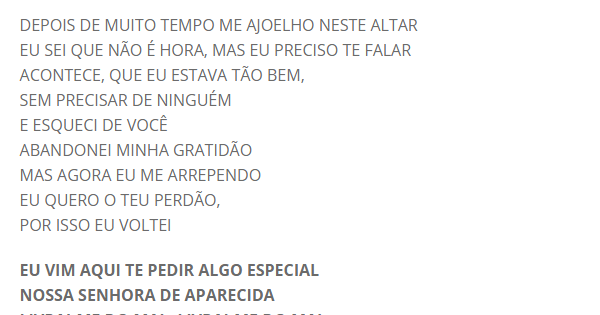 DEPOIS DE MUITO TEMPO ME AJOELHO NESTE ALTAR
EU SEI QUE NÃO É HORA, MAS EU PRECISO TE FALAR
ACONTECE, QUE EU ESTAVA TÃO BEM,
SEM PRECISAR DE NINGUÉM
E ESQUECI DE VOCÊ
ABANDONEI MINHA GRATIDÃO
MAS AGORA EU ME ARREPENDO
EU QUERO O TEU PERDÃO,
POR ISSO EU VOLTEI
EU VIM AQUI TE PEDIR ALGO ESPECIAL
NOSSA SENHORA DE APARECIDA